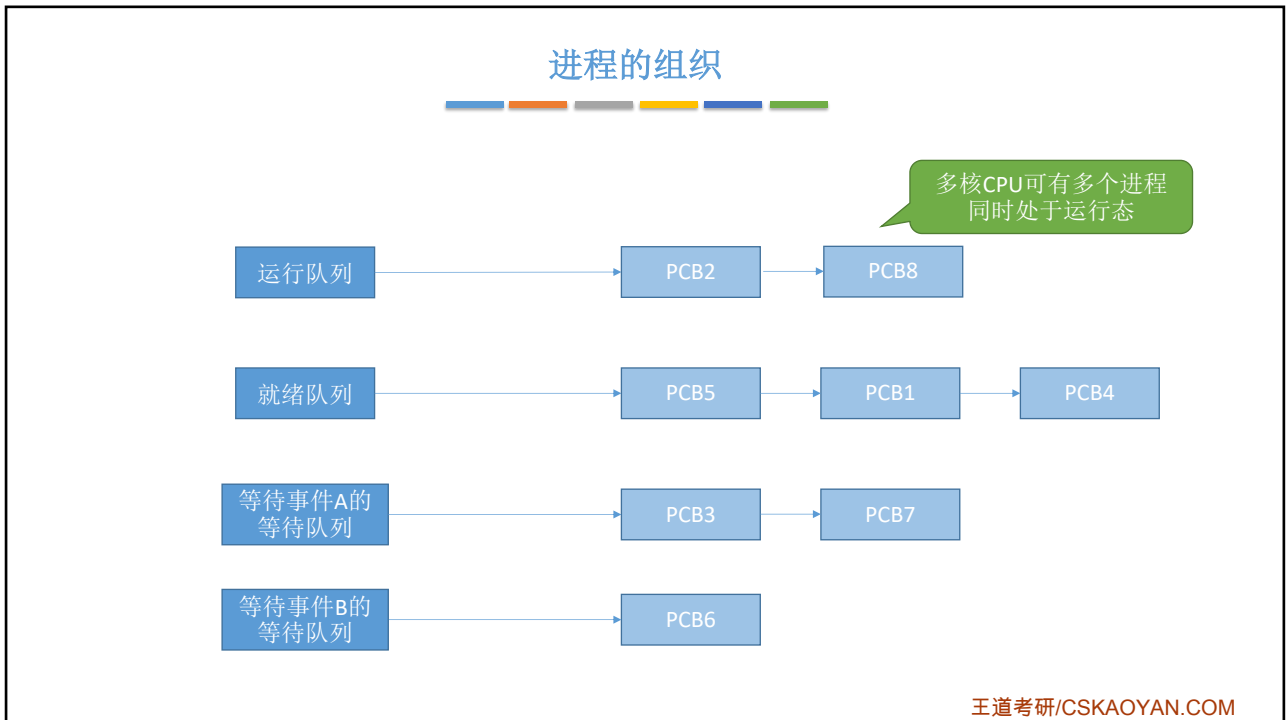 进程的组织
多核CPU可有多个进程
同时处于运行态
运行队列
PCB2
PCB8
就绪队列
PCB5
PCB1
PCB4
等待事件A的
等待队列
PCB3
PCB7
等待事件B的
等待队列
PCB6
王道考研/CSKAOYAN.COM